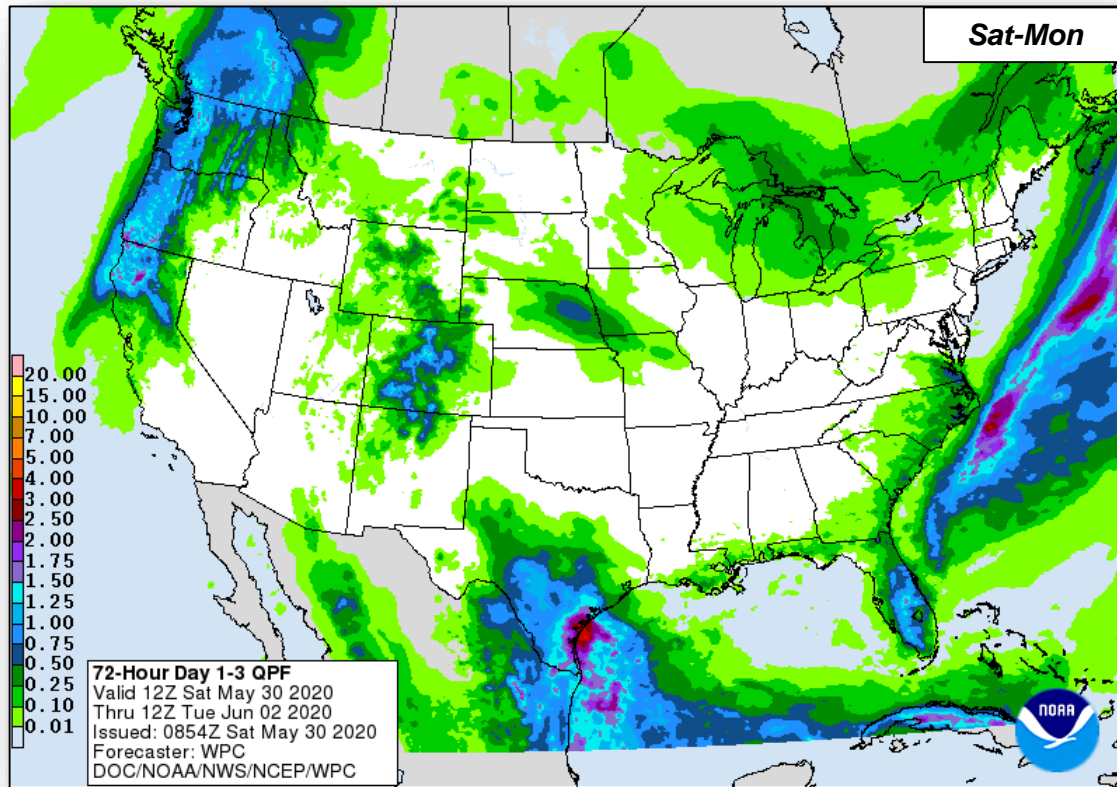 Sat-Mon
20.00
15.00
10.00
7.00
5.00
4.00
3.00
2.50
2.00
1.75
1.50
1.25
1.00
0.75
0.50
0.25
0.10
0.01
72-Hour Day 1-3 QPF
Valid 12Z Sat May 30 2020
Thru 12Z Tue Jun 02 2020
Issued: 0854Z Sat May 30 2020
Forecaster: WPC
DOC/NOAA/NWS/NCEP/WPC
NOAA